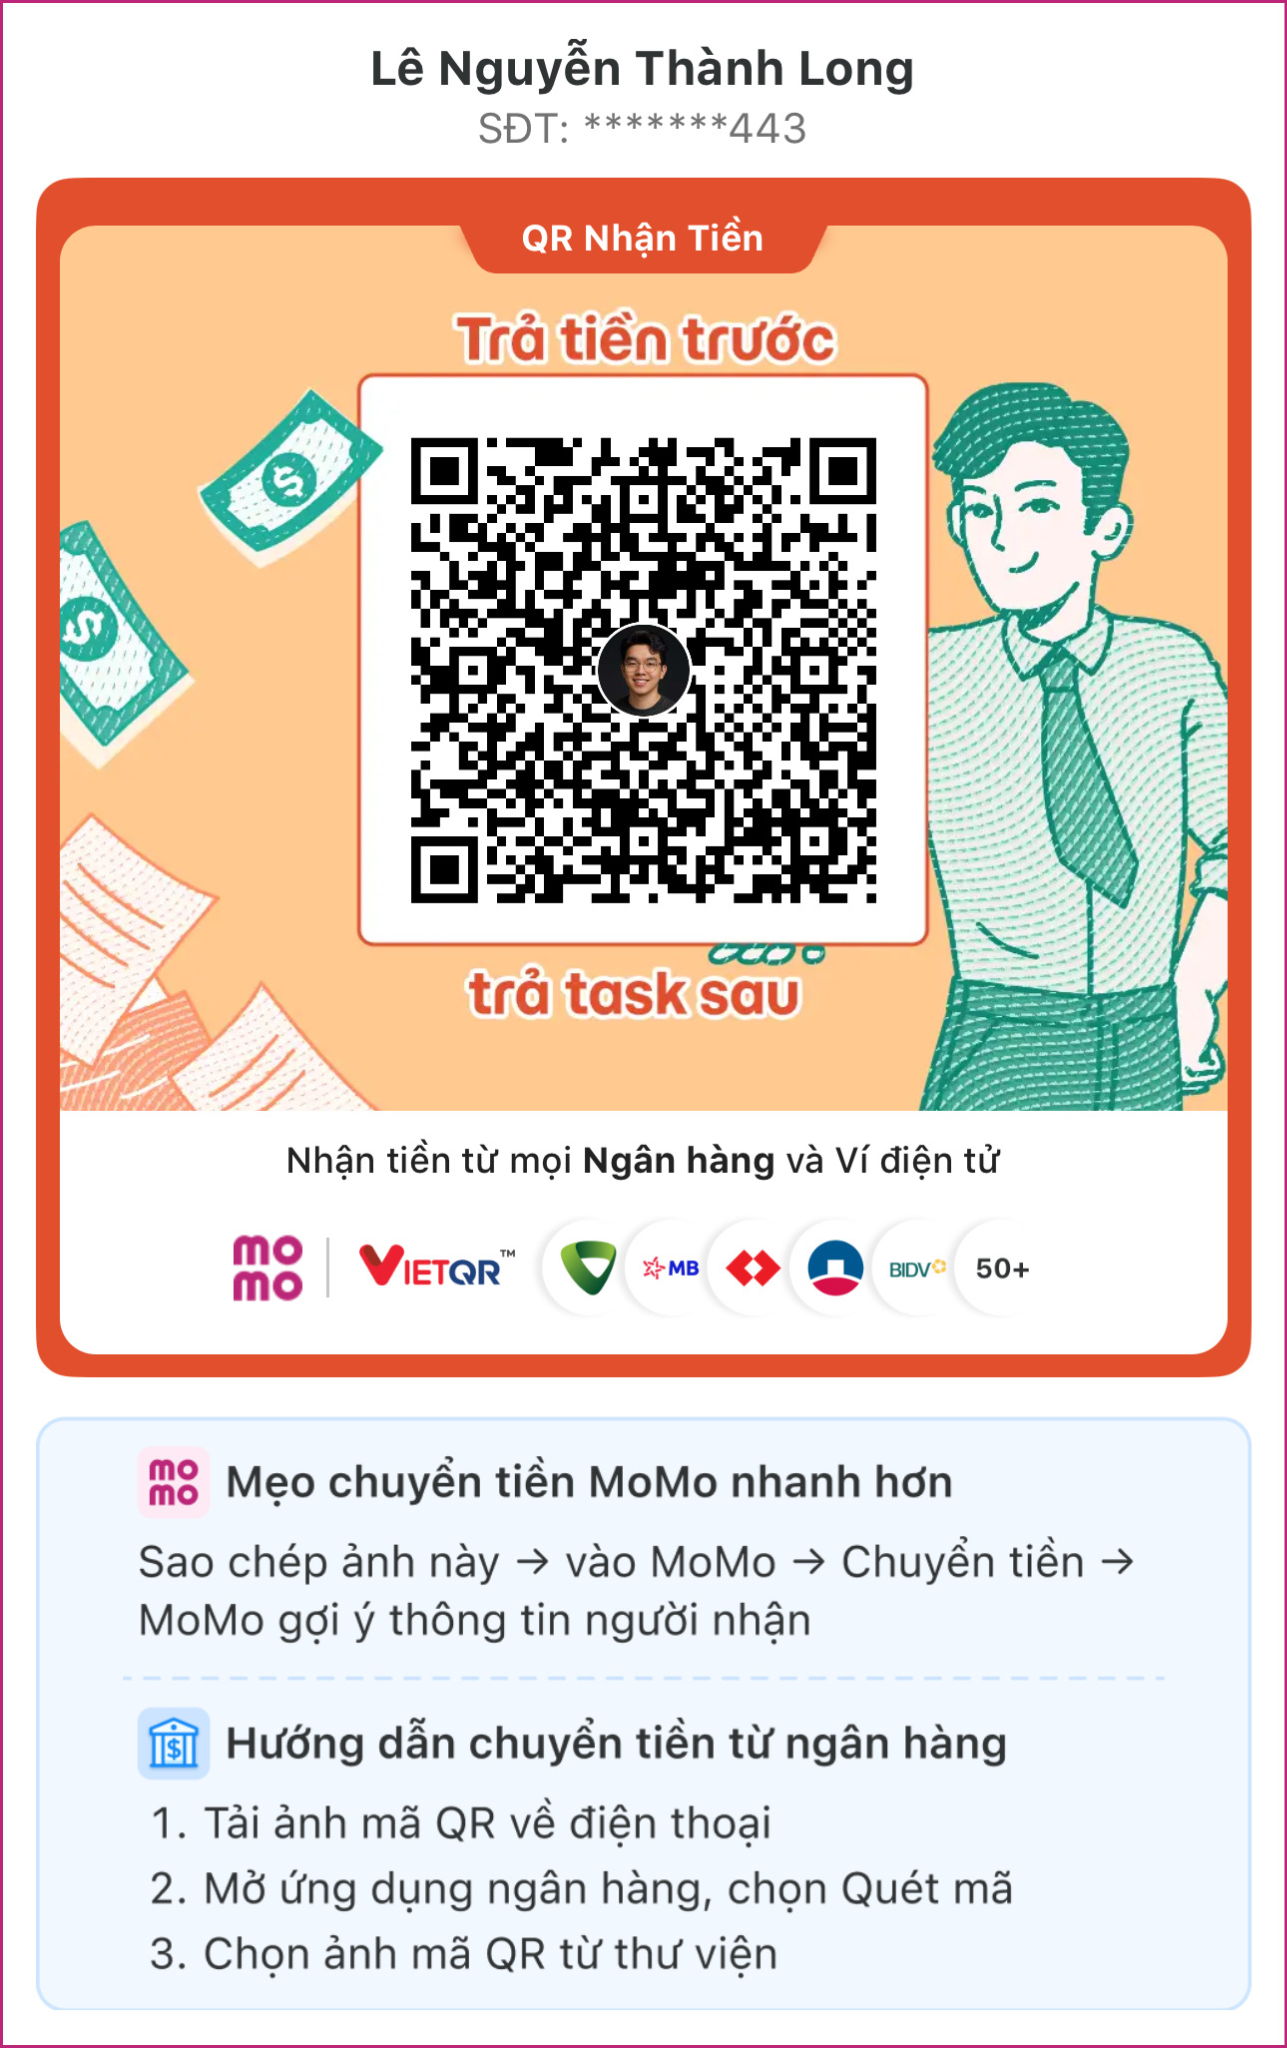 Lê Nguyễn Thành Long
SĐT: *******443
QR Nhận Tiền
Trả tiền trước
trả task sau
Nhận tiền từ mọi Ngân hàng và Ví điện tử
mo
mo
VIETQR™
MB
BIDV
50+
mo
mo
Mẹo chuyển tiền MoMo nhanh hơn
Sao chép ảnh này → vào MoMo → Chuyển tiền →
MoMo gợi ý thông tin người nhận
Hướng dẫn chuyển tiền từ ngân hàng
1. Tải ảnh mã QR về điện thoại
2. Mở ứng dụng ngân hàng, chọn Quét mã
3. Chọn ảnh mã QR từ thư viện